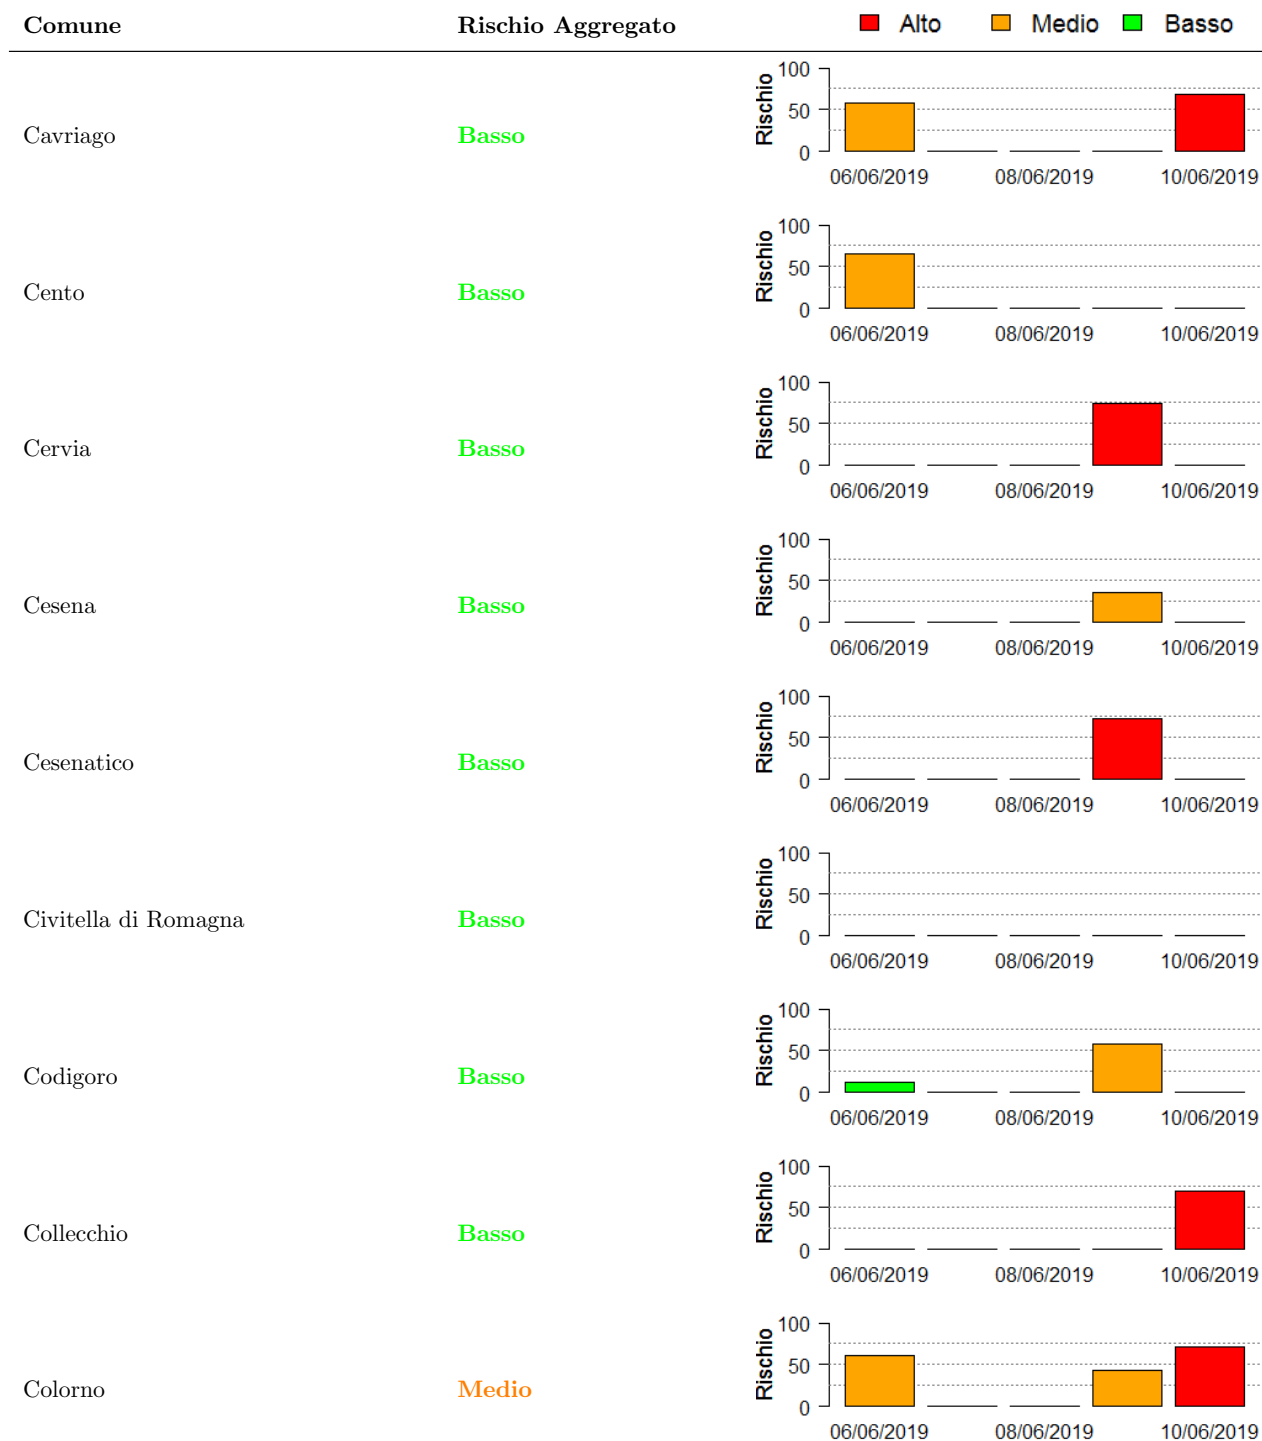 Comune Rischio Aggregato Alto Medio Basso
Cavriago Basso Rischio 100 50 0
06/06/2019 08/06/2019 10/06/2019
Cento Basso Rischio 100 50 0
06/06/2019 08/06/2019 10/06/2019
Cervia Basso Rischio 100 50 0
06/06/2019 08/06/2019 10/06/2019
Cesena Basso Rischio 100 50 0
06/06/2019 08/06/2019 10/06/2019
Cesenatico Basso Rischio 100 50 0
06/06/2019 08/06/2019 10/06/2019
Civitella di Romagna Basso Rischio 100 50 0
06/06/2019 08/06/2019 10/06/2019
Codigoro Basso Rischio 100 50 0
06/06/2019 08/06/2019 10/06/2019
Collecchio Basso Rischio 100 50 0
06/06/2019 08/06/2019 10/06/2019
Colorno Medio Rischio 100 50 0
06/06/2019 08/06/2019 10/06/2019